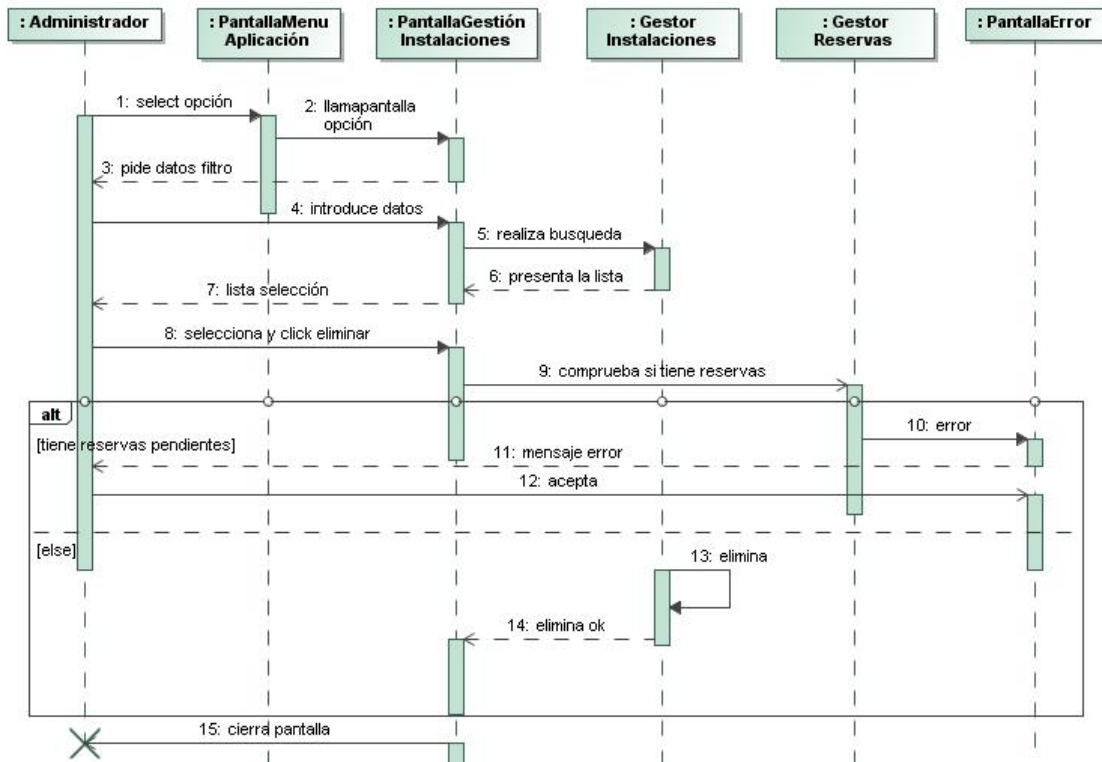 : Administrador
: PantallaMenu
Aplicación
: PantallaGestión
Instalaciones
: Gestor
Instalaciones
: Gestor
Reservas
: PantallaError
1: select opción
2: llamapantalla
opción
3: pide datos filtro
4: introduce datos
5: realiza busqueda
6: presenta la lista
7: lista selección
8: selecciona y click eliminar
9: comprueba si tiene reservas
alt
10: error
[tiene reservas pendientes]
11: mensaje error
12: acepta
[else]
13: elimina
14: elimina ok
15: cierra pantalla